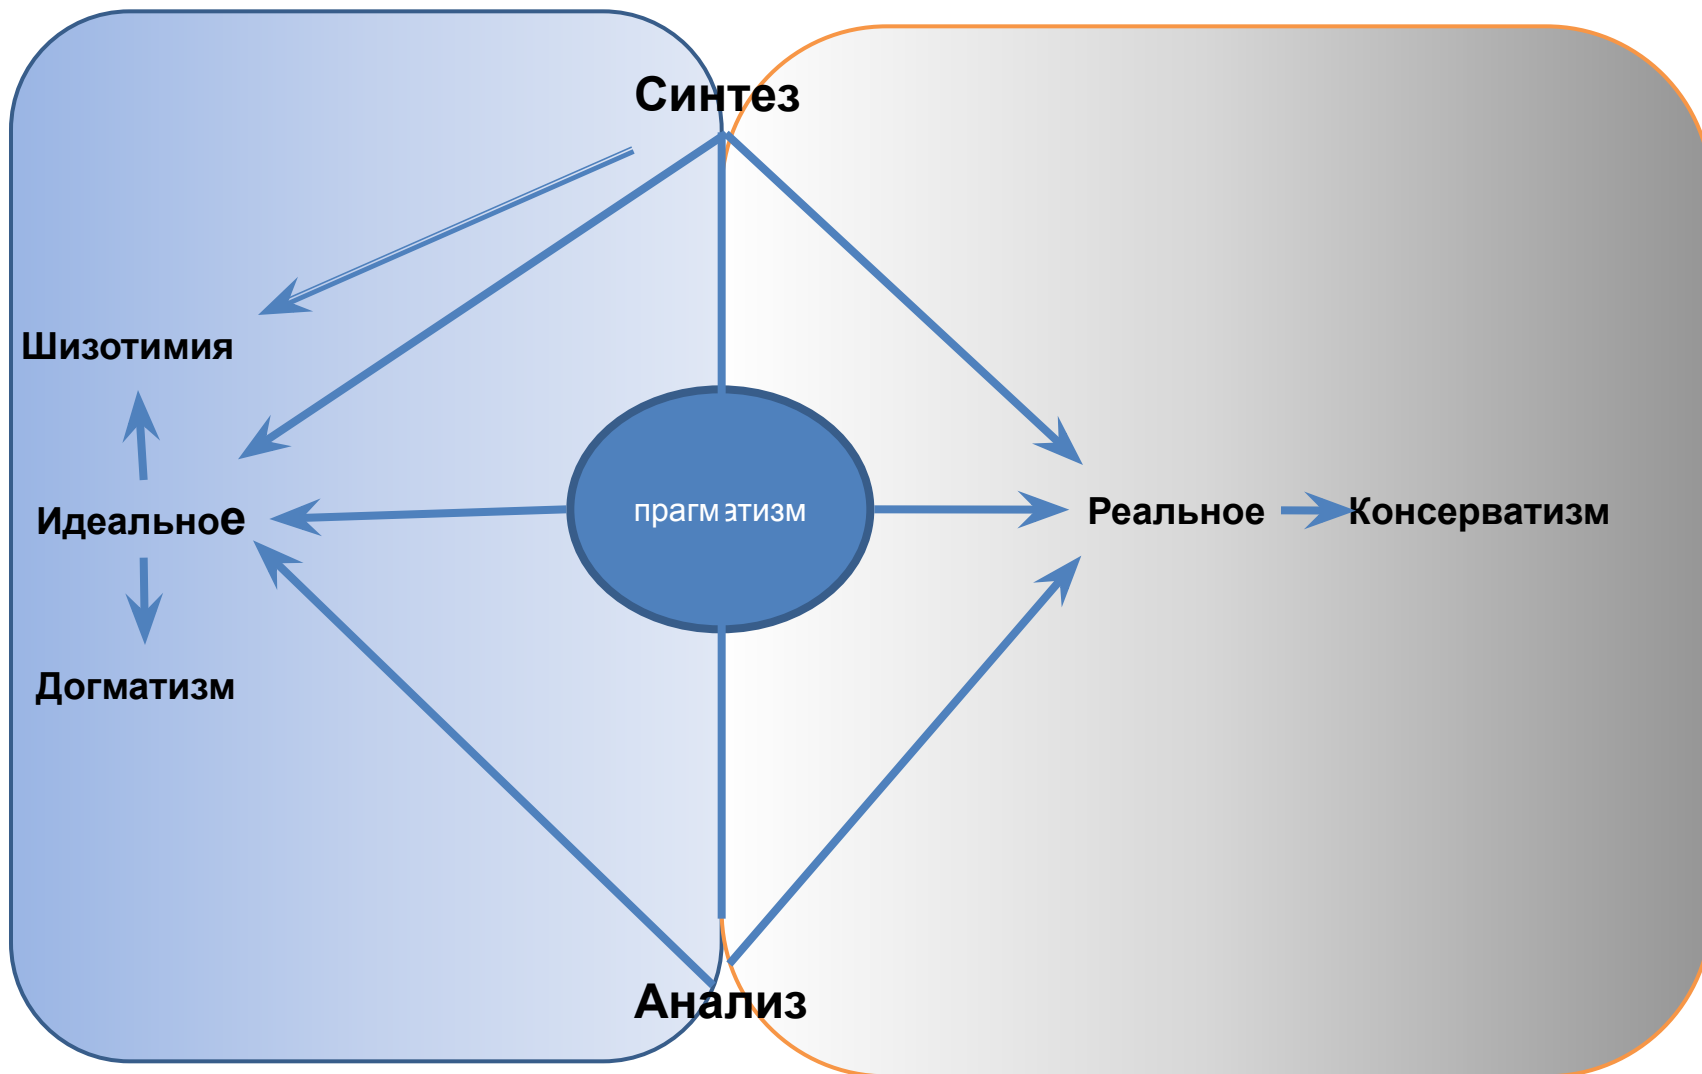 Синтез
Шизотимия
прагматизм
Идеальное
Реальное
Консерватизм
Догматизм
Анализ